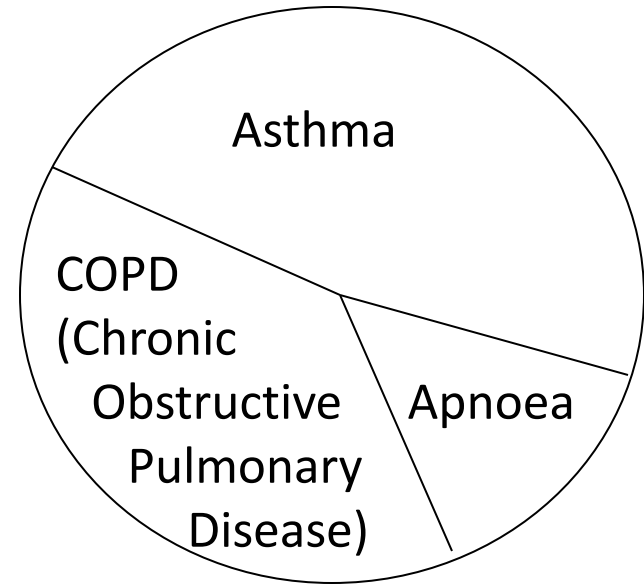 Asthma
COPD
(Chronic
Obstructive
Pulmonary
Disease)
Apnoea